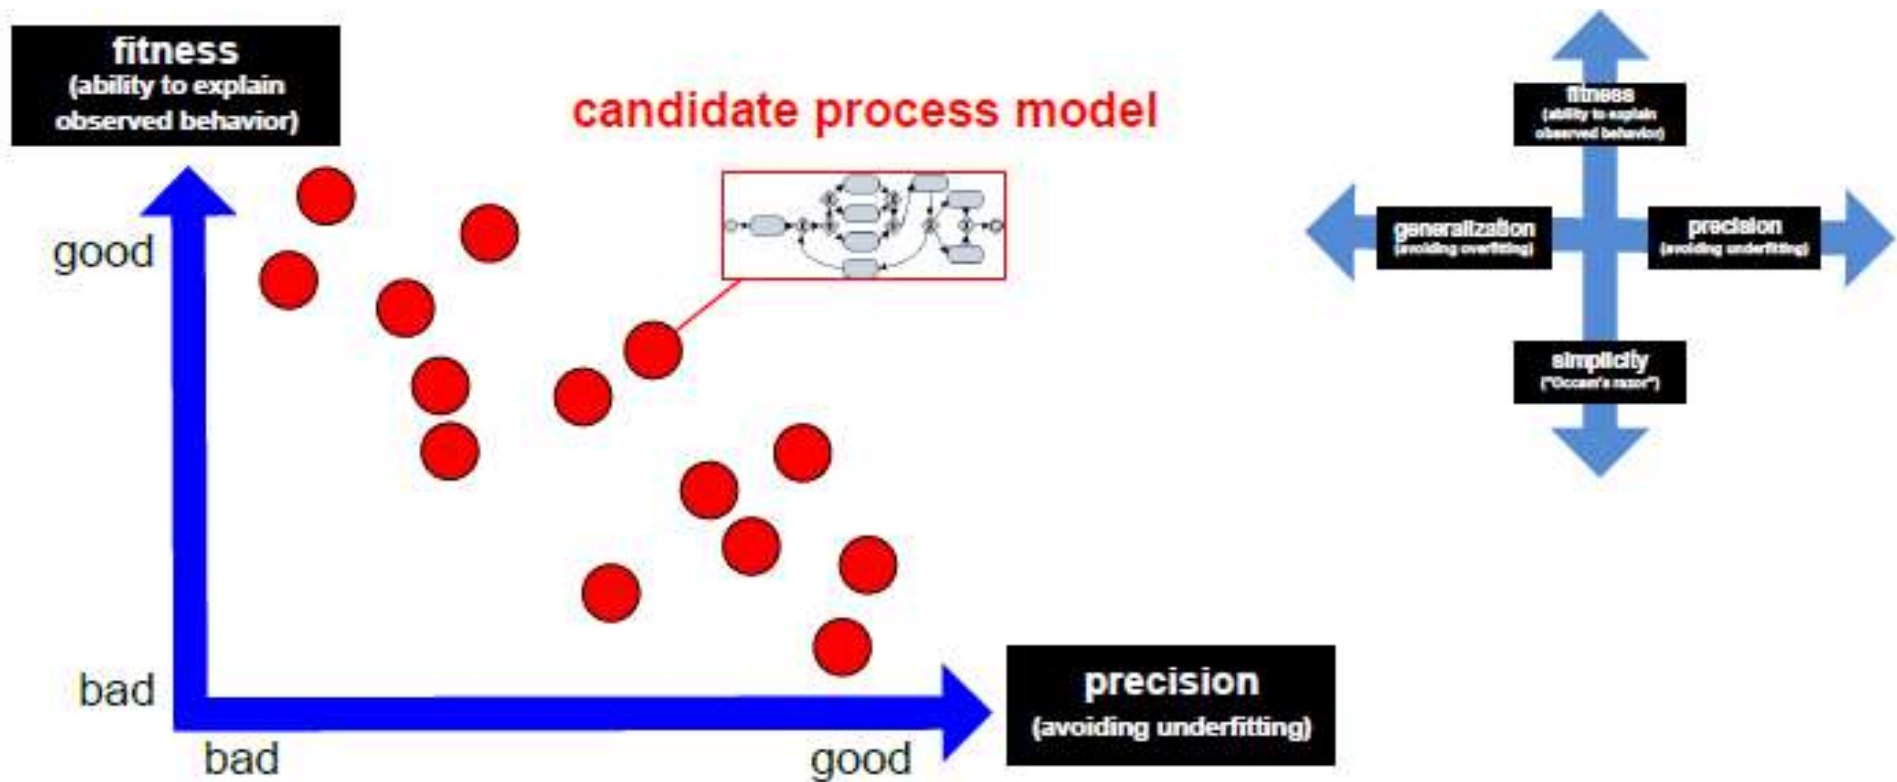 fitness
(ability to explain
observed behavior)
candidate process model
good
bad
bad
good
precision
(avoiding underfitting)
fitness
(ability to explain
observed behavior)
generalization
(avoiding overfitting)
precision
(avoiding underfitting)
simplicity
("Occam's razor")